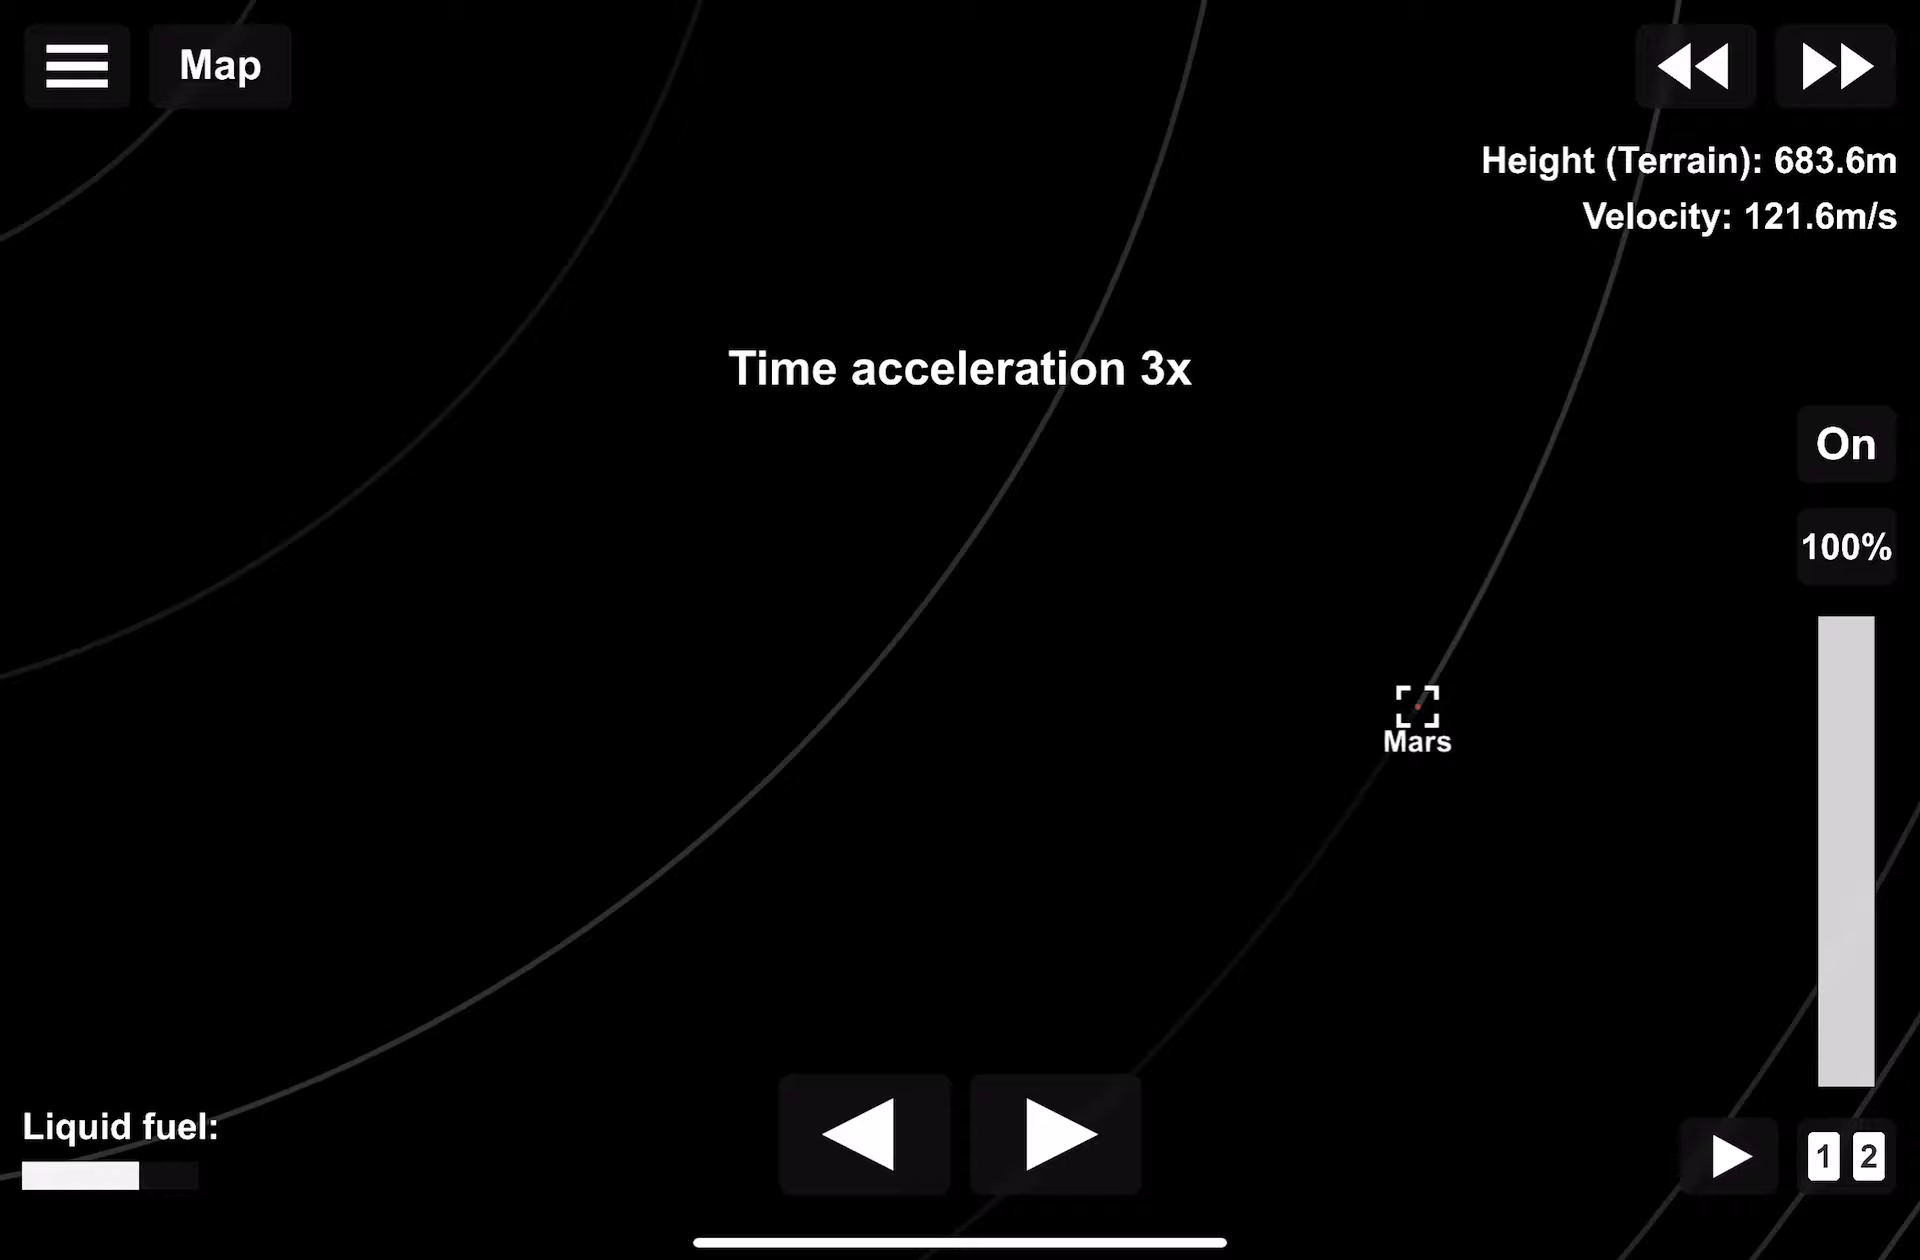 Map
Height (Terrain): 683.6m
Velocity: 121.6m/s
Time acceleration 3x
On
100%
Mars
Liquid fuel:
1 2